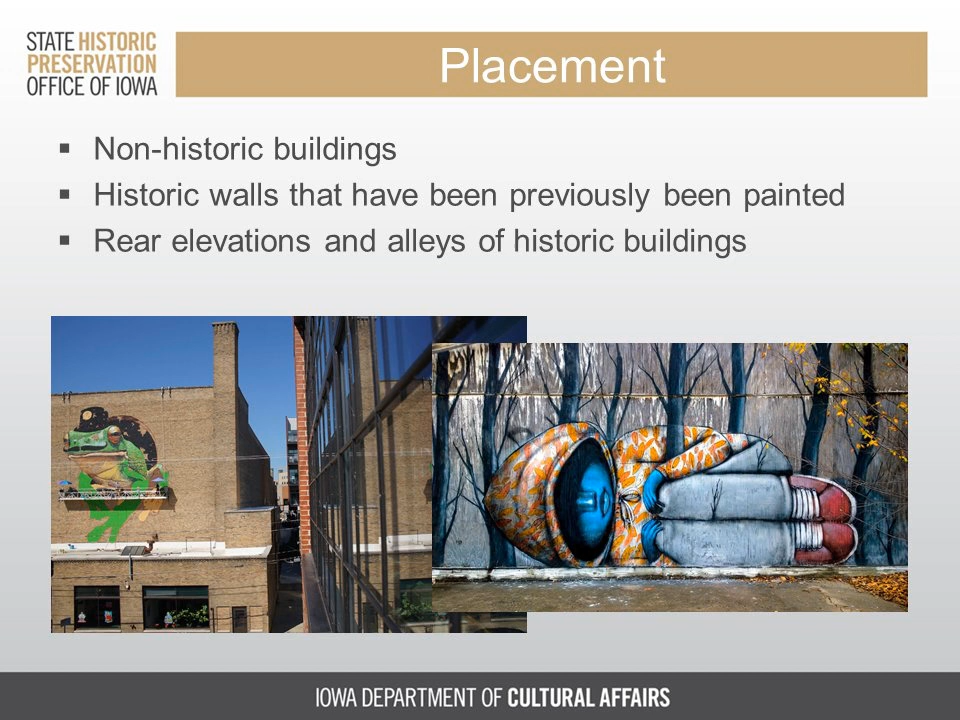 STATE HISTORIC
PRESERVATION
OFFICE OF IOWA
Placement
Non-historic buildings
Historic walls that have been previously been painted
Rear elevations and alleys of historic buildings
IOWA DEPARTMENT OF CULTURAL AFFAIRS